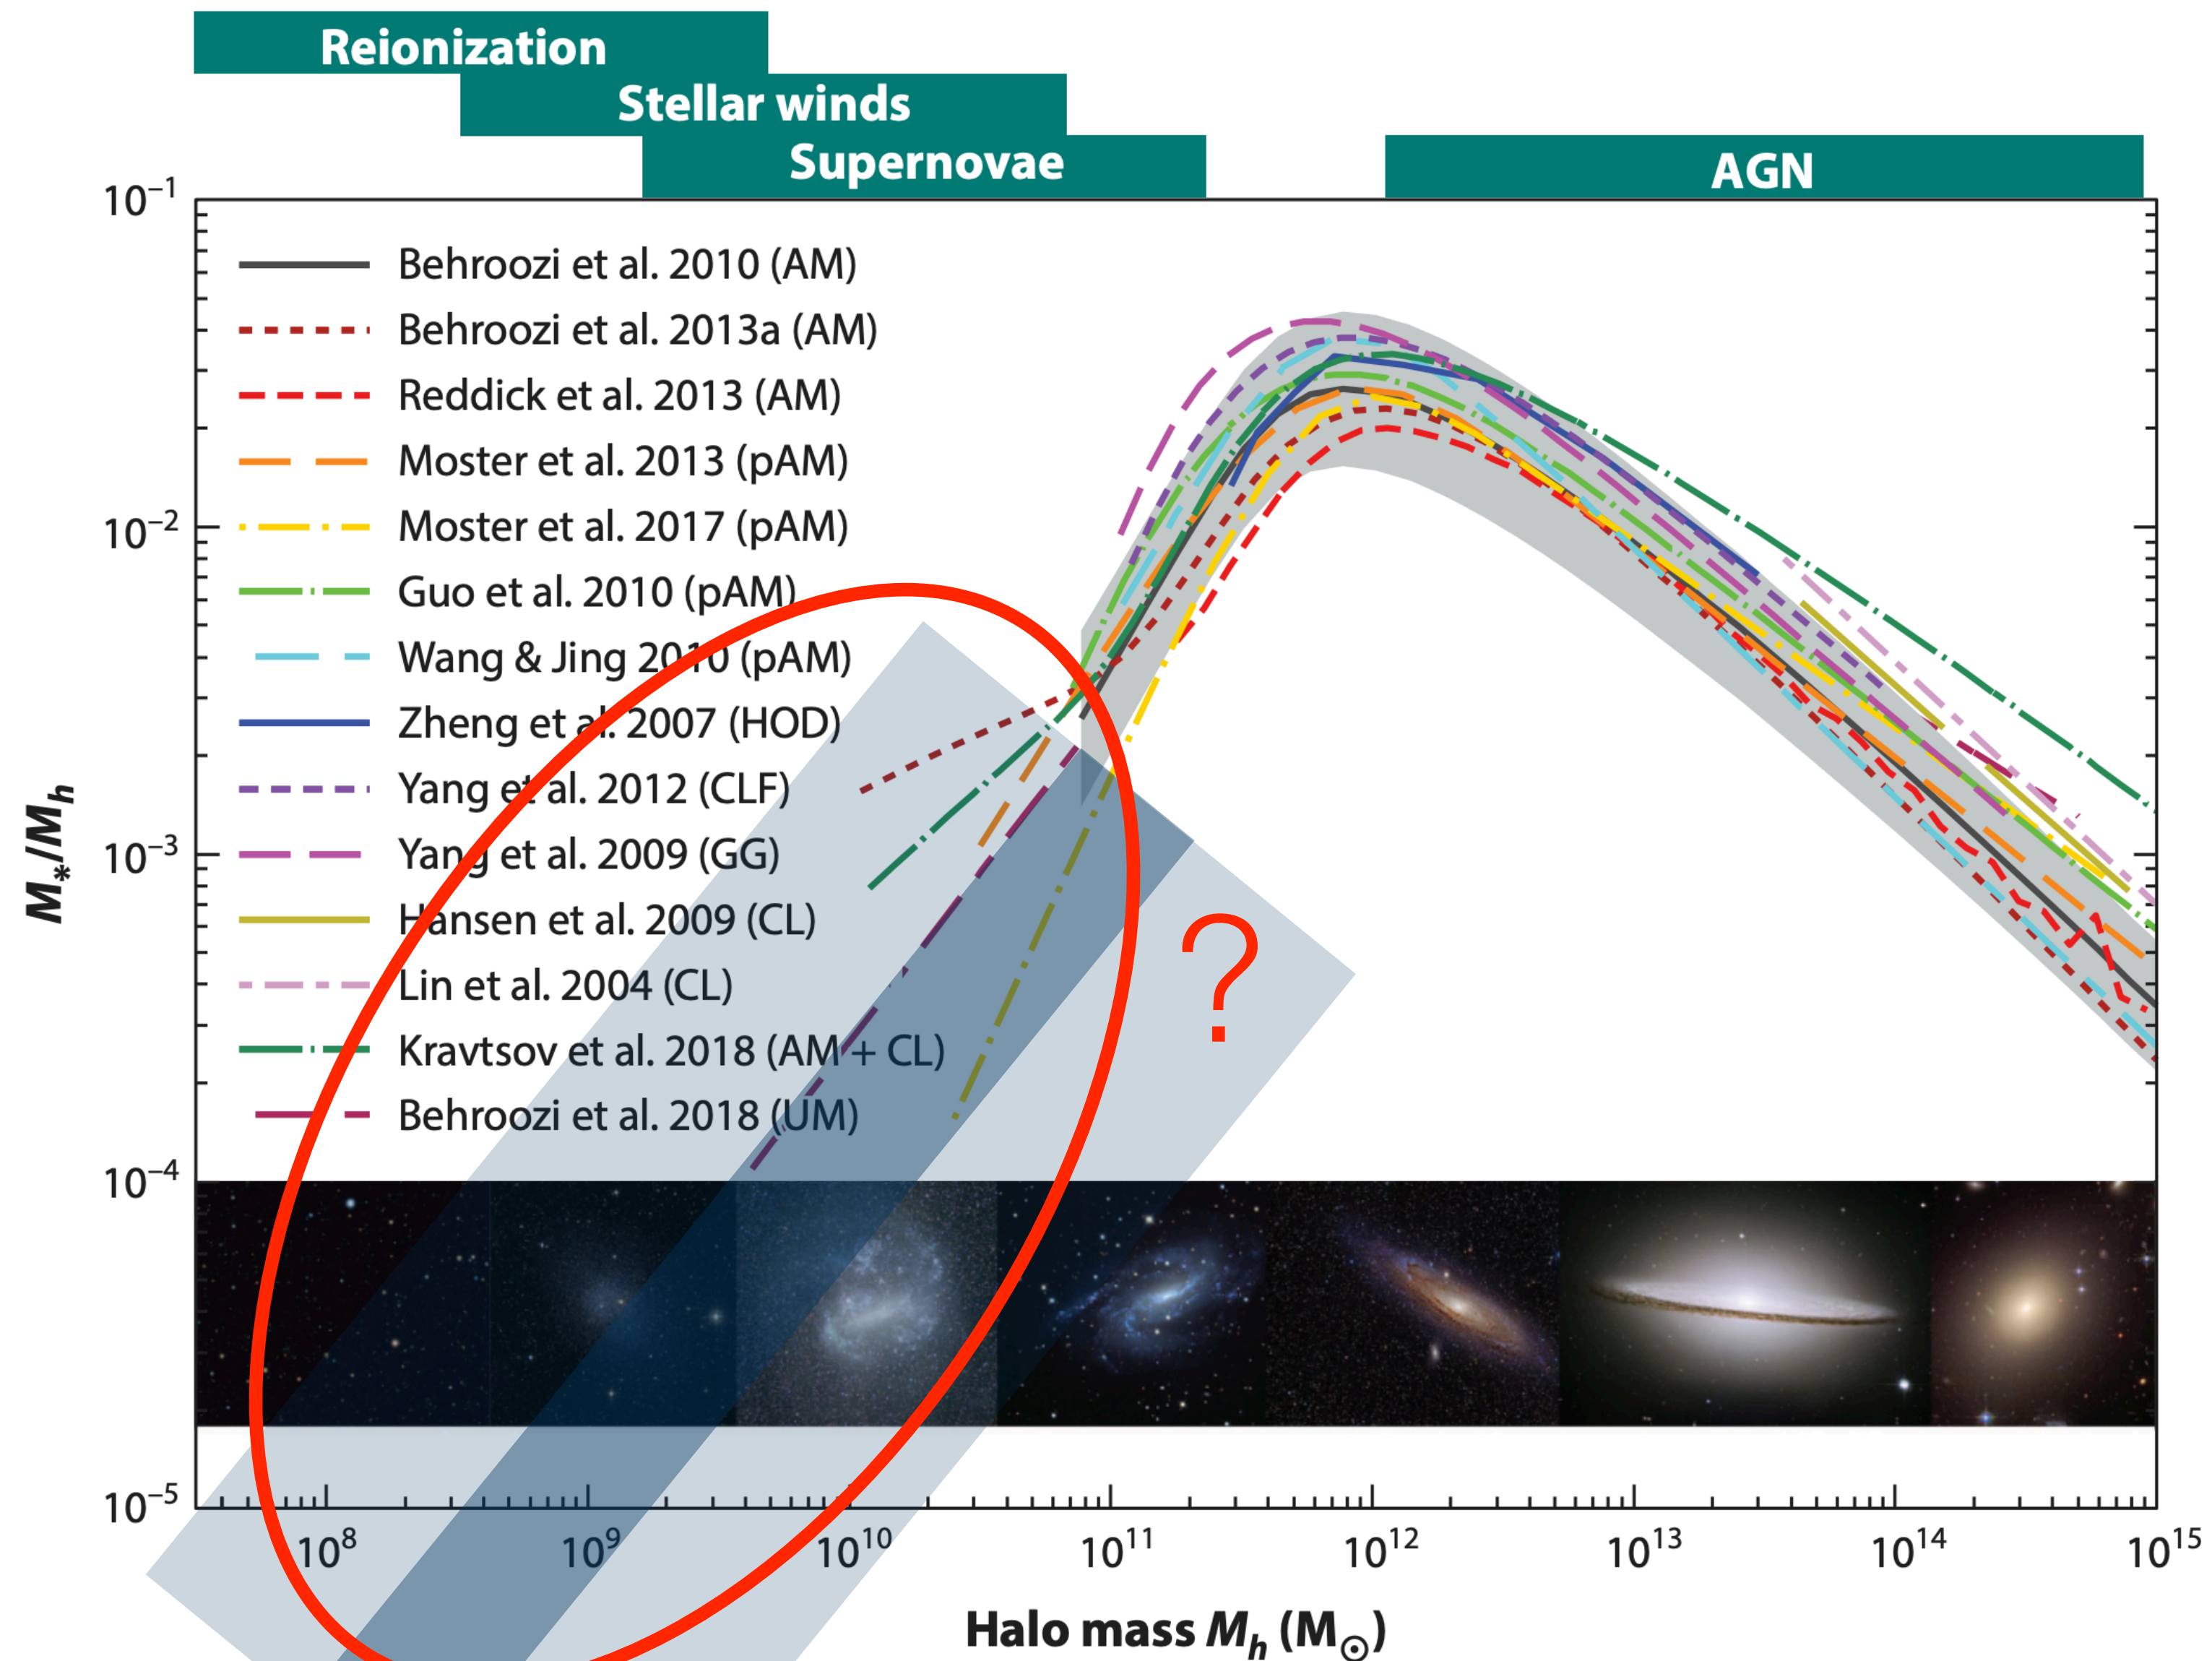 Reionization
Stellar winds
Supernovae
AGN
10⁻¹
10⁻²
10⁻³
10⁻⁴
10⁻⁵
M*/Mh
Behroozi et al. 2010 (AM)
Behroozi et al. 2013a (AM)
Reddick et al. 2013 (AM)
Moster et al. 2013 (pAM)
Moster et al. 2017 (pAM)
Guo et al. 2010 (pAM)
Wang & Jing 2010 (pAM)
Zheng et al. 2007 (HOD)
Yang et al. 2012 (CLF)
Yang et al. 2009 (GG)
Hansen et al. 2009 (CL)
Lin et al. 2004 (CL)
Kravtsov et al. 2018 (AM + CL)
Behroozi et al. 2018 (UM)
?
10⁸ 10⁹ 10¹⁰ 10¹¹ 10¹² 10¹³ 10¹⁴ 10¹⁵
Halo mass Mh (M☉)